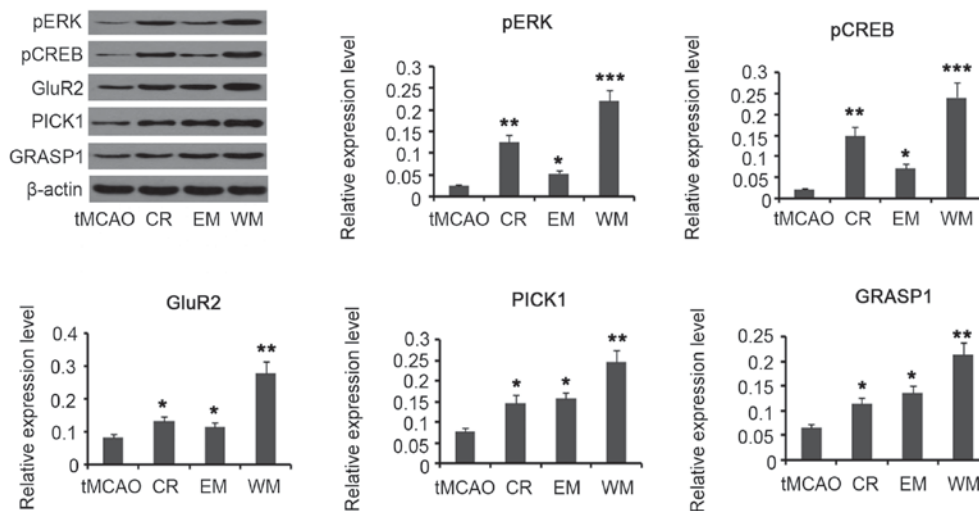 pERK
pCREB
GluR2
PICK1
GRASP1
β-actin
tMCAO CR EM WM
pERK
Relative expression level
0.3
0.25
0.2
0.15
0.1
0.05
0
***
**
*
tMCAO CR EM WM
pCREB
Relative expression level
0.3
0.25
0.2
0.15
0.1
0.05
0
***
**
*
tMCAO CR EM WM
GluR2
Relative expression level
0.4
0.3
0.2
0.1
0
**
*
*
tMCAO CR EM WM
PICK1
Relative expression level
0.3
0.25
0.2
0.15
0.1
0.05
0
**
*
*
tMCAO CR EM WM
GRASP1
Relative expression level
0.25
0.2
0.15
0.1
0.05
0
**
*
*
tMCAO CR EM WM